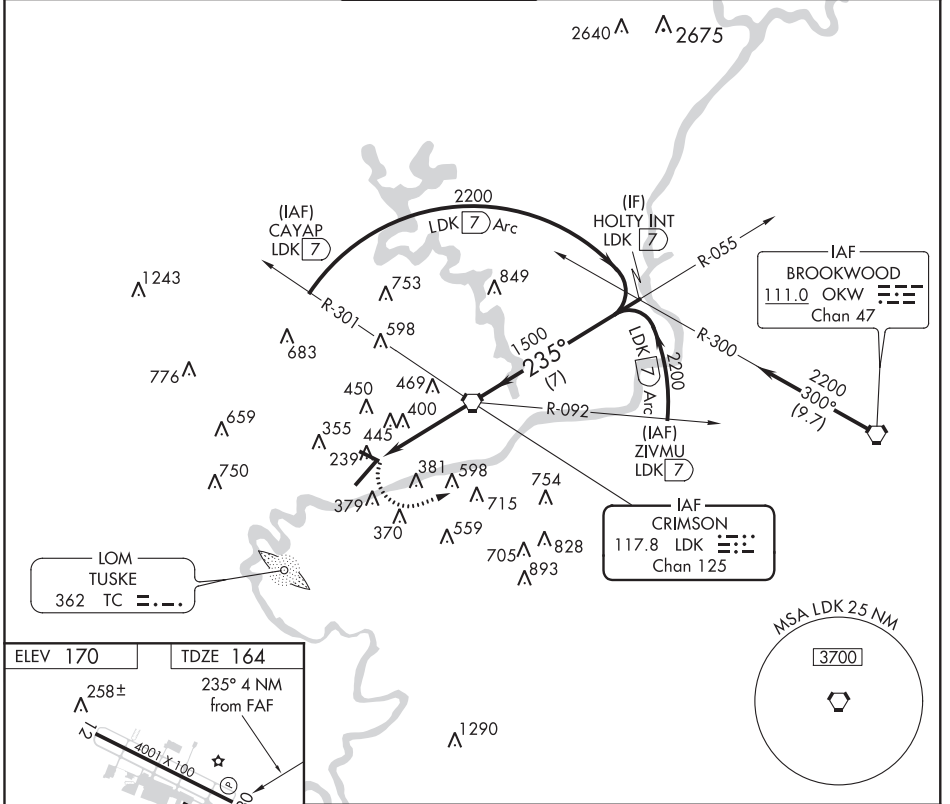 2640
2675
2200
LDK 7 Arc
(IAF)
CAYAP
LDK 7
(IF)
HOLTY INT
LDK 7
R-055
IAF
BROOKWOOD
111.0 OKW
Chan 47
1243
753
849
R-301
598
683
1500
235°
(7)
LDK 7 Arc
2200
R-300
2200
300°
(9.7)
776
450
469
400
R-092
(IAF)
ZIVMU
LDK 7
659
355
445
239
750
381
598
754
379
715
370
559
705
828
893
IAF
CRIMSON
117.8 LDK
Chan 125
LOM
TUSKE
362 TC
MSA LDK 25 NM
3700
ELEV 170
TDZE 164
258±
235° 4 NM
from FAF
12
4001 X 100
P
1290